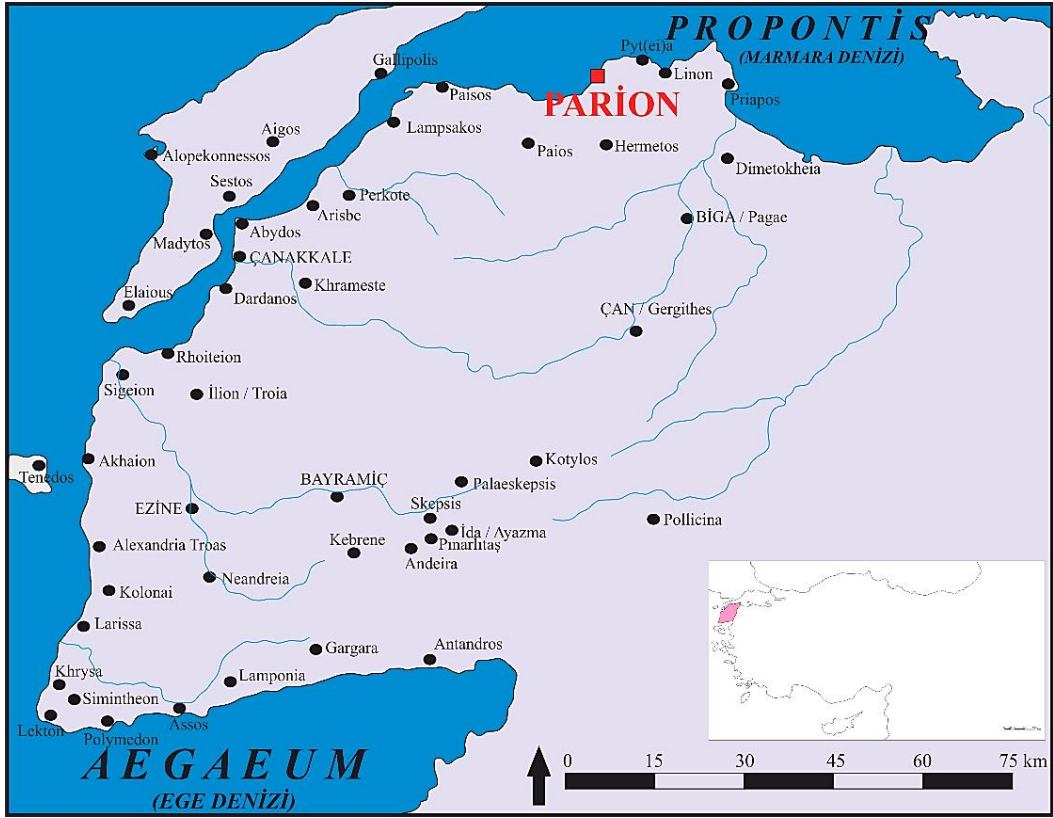 PROPONTİS
(MARMARA DENİZİ)
Gallipolis
Pyt(ei)a
Linon
Paisos
PARİON
Priapos
Lampsakos
Aigos
Alopekonnessos
Paios
Hermetos
Dimetokheia
Sestos
Perkote
Arisbe
Abydos
BİGA / Pagae
Madytos
ÇANAKKALE
Khrameste
Elaious
Dardanos
ÇAN / Gergithes
Rhoiteion
Sigeion
İlion / Troia
Akhaion
Tenedos
Kotylos
BAYRAMİÇ
Palaeskepsis
EZİNE
Skepsis
Pollicina
İda / Ayazma
Pınarlıtaş
Kebrene
Andeira
Alexandria Troas
Neandreia
Kolonai
Larissa
Gargara
Antandros
Khrysa
Lamponia
Simintheon
Lekton
Polymedon
Assos
AEGAEUM
(EGE DENİZİ)
0 15 30 45 60 75 km